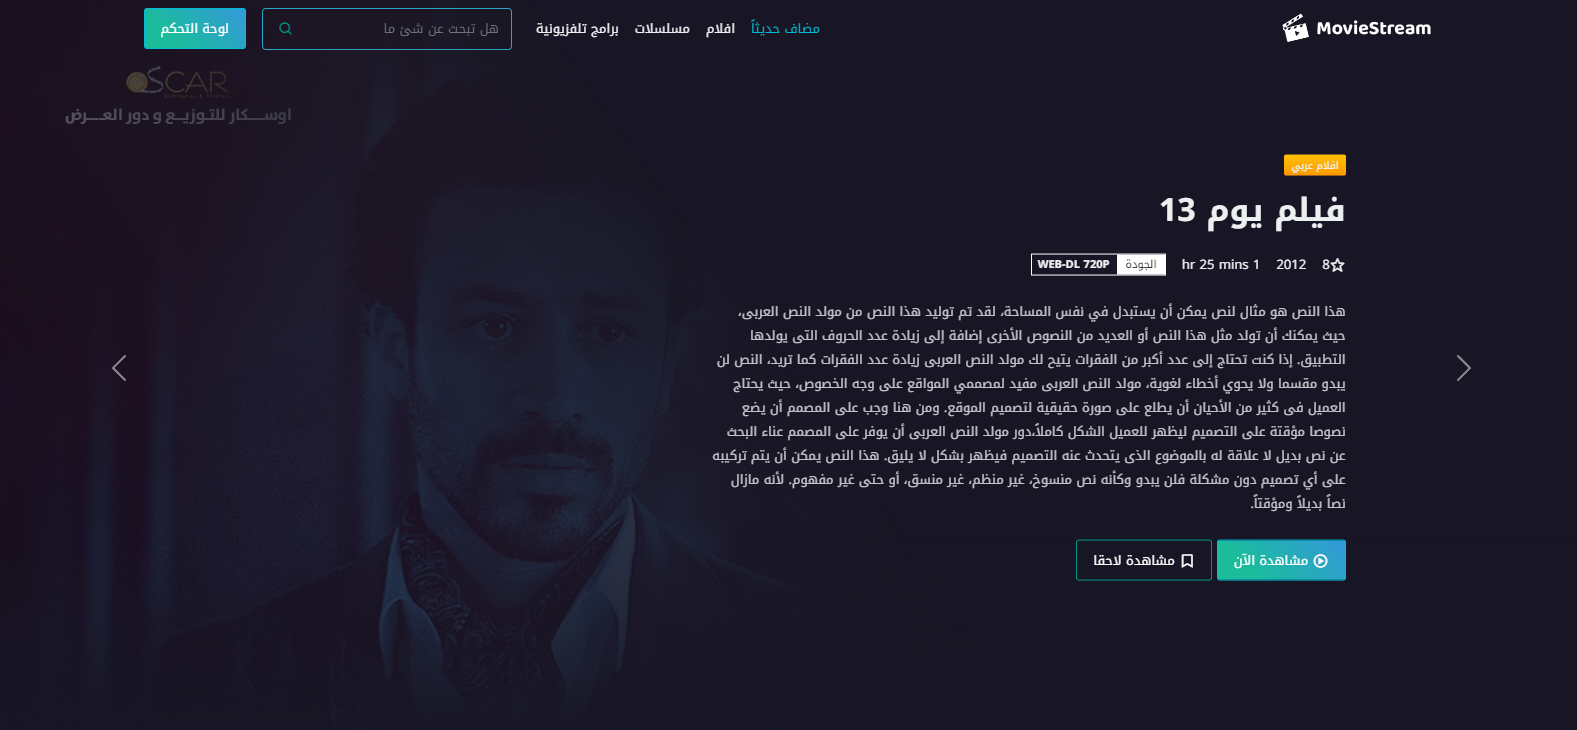 MovieStream
مضاف حديثاً
افلام
مسلسلات
برامج تلفزيونية
هل تبحث عن شئ ما
لوحة التحكم
OSCAR
اوســـكار للتـوزيـــع و دور العـــــرض
افلام عربي
فيلم يوم 13
8
2012
1 hr 25 mins
الجودة WEB-DL 720P
هذا النص هو مثال لنص يمكن أن يستبدل في نفس المساحة، لقد تم توليد هذا النص من مولد النص العربى،
حيث يمكنك أن تولد مثل هذا النص أو العديد من النصوص الأخرى إضافة إلى زيادة عدد الحروف التى يولدها
التطبيق. إذا كنت تحتاج إلى عدد أكبر من الفقرات يتيح لك مولد النص العربى زيادة عدد الفقرات كما تريد، النص لن
يبدو مقسما ولا يحوي أخطاء لغوية، مولد النص العربى مفيد لمصممي المواقع على وجه الخصوص، حيث يحتاج
العميل فى كثير من الأحيان أن يطلع على صورة حقيقية لتصميم الموقع. ومن هنا وجب على المصمم أن يضع
نصوصا مؤقتة على التصميم ليظهر للعميل الشكل كاملاً،دور مولد النص العربى أن يوفر على المصمم عناء البحث
عن نص بديل لا علاقة له بالموضوع الذى يتحدث عنه التصميم فيظهر بشكل لا يليق. هذا النص يمكن أن يتم تركيبه
على أي تصميم دون مشكلة فلن يبدو وكأنه نص منسوخ، غير منظم، غير منسق، أو حتى غير مفهوم. لأنه مازال
نصاً بديلاً ومؤقتاً.
مشاهدة الآن
مشاهدة لاحقا